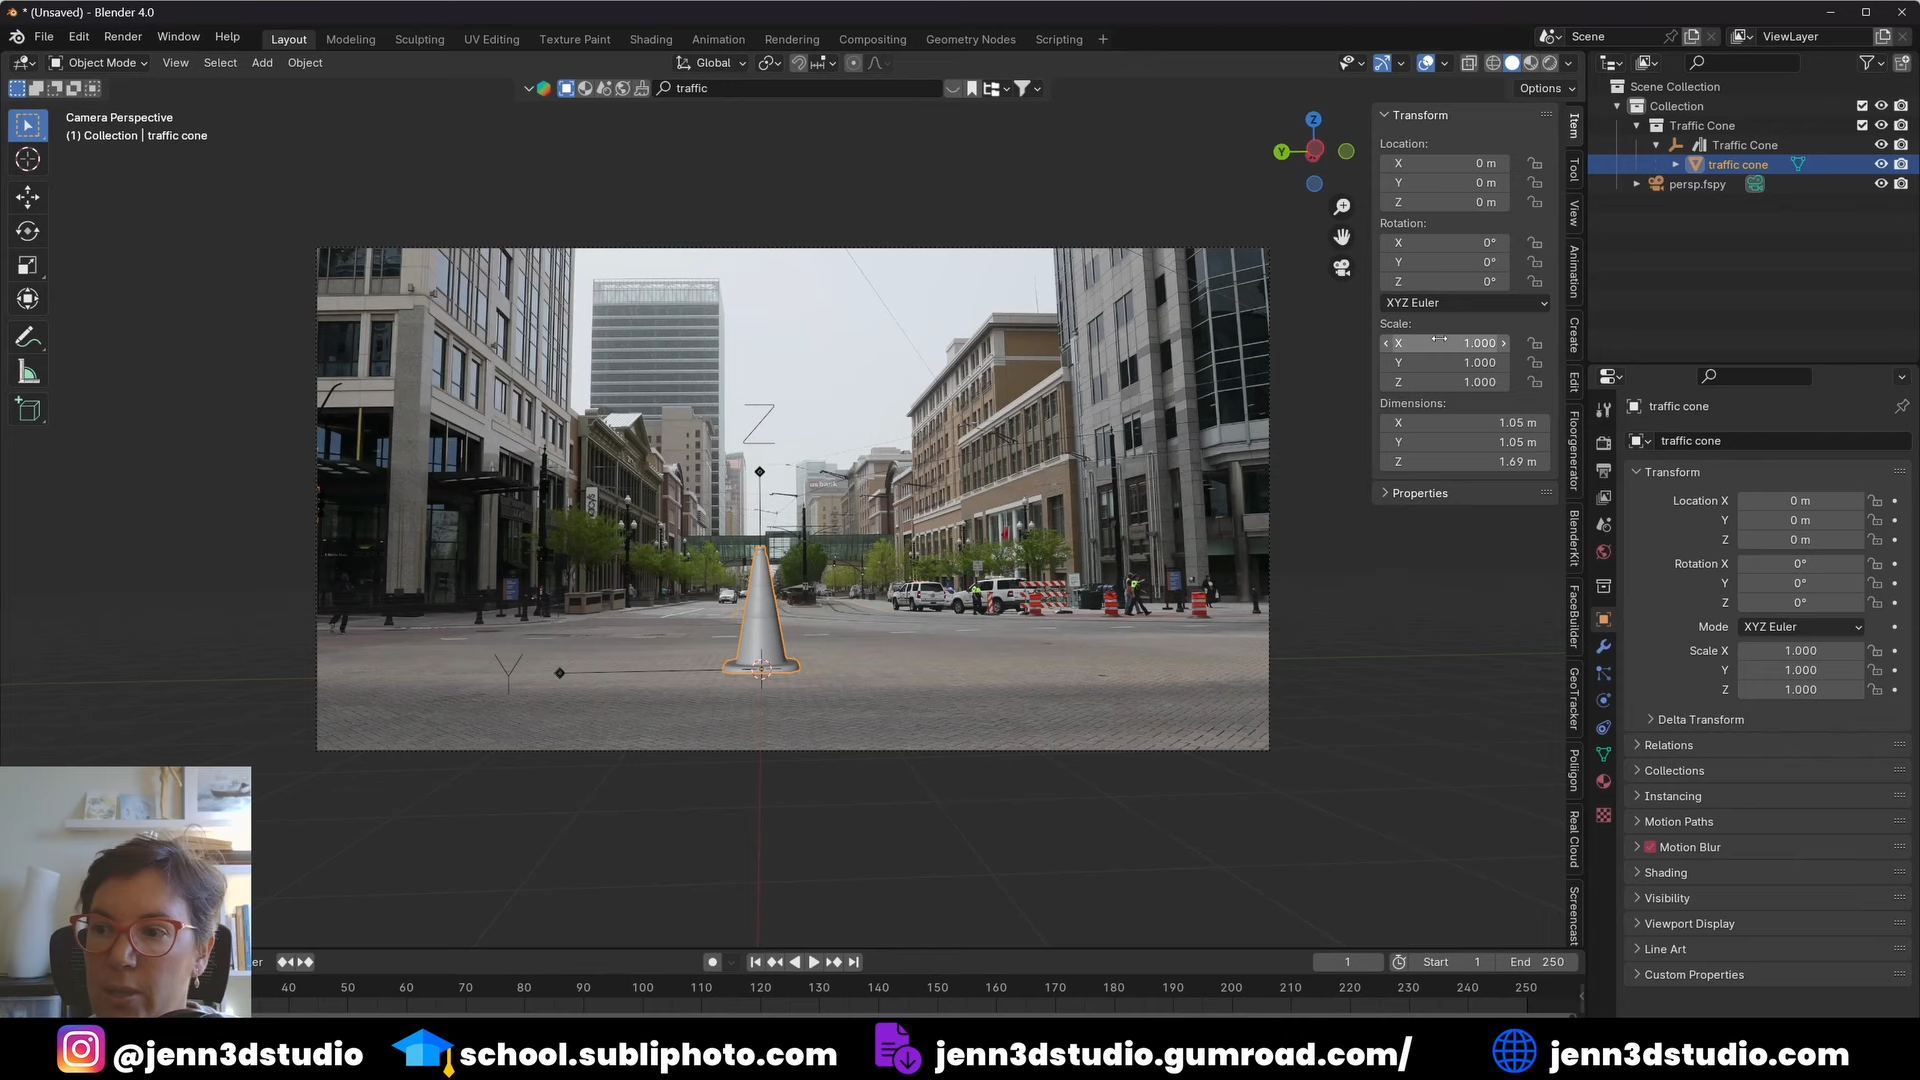 * (Unsaved) - Blender 4.0
File Edit Render Window Help
Layout Modeling Sculpting UV Editing Texture Paint Shading Animation Rendering Compositing Geometry Nodes Scripting +
Scene
ViewLayer
Object Mode View Select Add Object
Global
traffic
Options
Camera Perspective
(1) Collection | traffic cone
Z
Y
Z
Y
Transform
Location:
X 0 m
Y 0 m
Z 0 m
Rotation:
X 0°
Y 0°
Z 0°
XYZ Euler
Scale:
X 1.000
Y 1.000
Z 1.000
Dimensions:
X 1.05 m
Y 1.05 m
Z 1.69 m
Properties
Item
Tool
View
Animation
Create
Edit
Floorgenerator
BlenderKit
FaceBuilder
GeoTracker
Poliigon
Real Cloud
Screencast
Scene Collection
Collection
Traffic Cone
Traffic Cone
traffic cone
persp.fspy
traffic cone
traffic cone
Transform
Location X 0 m
Y 0 m
Z 0 m
Rotation X 0°
Y 0°
Z 0°
Mode XYZ Euler
Scale X 1.000
Y 1.000
Z 1.000
Delta Transform
Relations
Collections
Instancing
Motion Paths
Motion Blur
Shading
Visibility
Viewport Display
Line Art
Custom Properties
er
1
Start 1
End 250
40 50 60 70 80 90 100 110 120 130 140 150 160 170 180 190 200 210 220 230 240 250
@jenn3dstudio school.subliphoto.com jenn3dstudio.gumroad.com/ jenn3dstudio.com